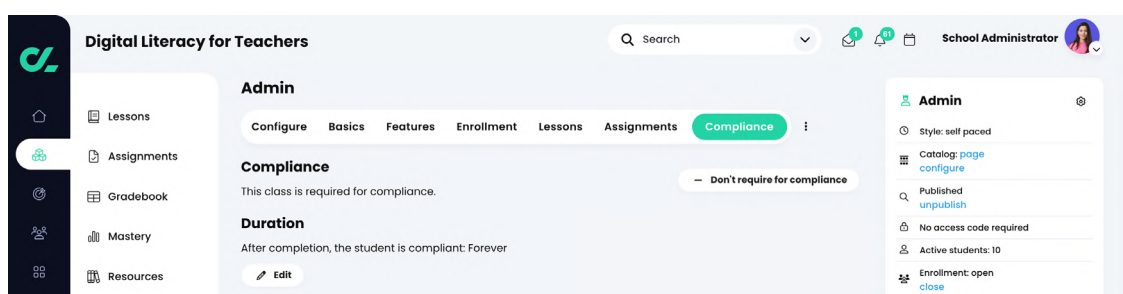 Digital Literacy for Teachers
Search
1
61
School Administrator
Lessons
Assignments
Gradebook
Mastery
Resources
Admin
Configure Basics Features Enrollment Lessons Assignments Compliance
Compliance
This class is required for compliance.
Don't require for compliance
Duration
After completion, the student is compliant: Forever
Edit
Admin
Style: self paced
Catalog: page
configure
Published
unpublish
No access code required
Active students: 10
Enrollment: open
close